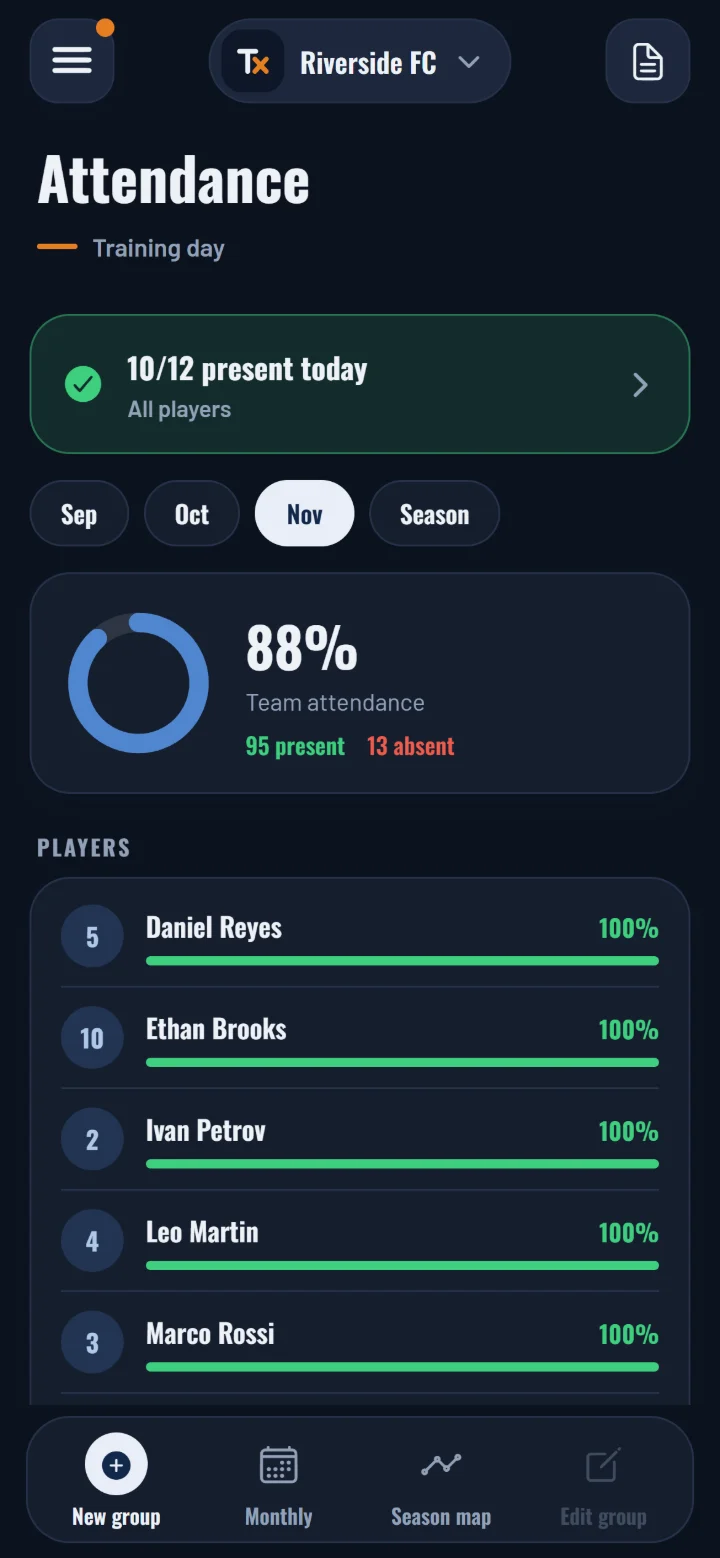 Tx Riverside FC
Attendance
Training day
10/12 present today
All players
Sep Oct Nov Season
88%
Team attendance
95 present 13 absent
PLAYERS
5 Daniel Reyes 100%
10 Ethan Brooks 100%
2 Ivan Petrov 100%
4 Leo Martin 100%
3 Marco Rossi 100%
New group Monthly Season map Edit group